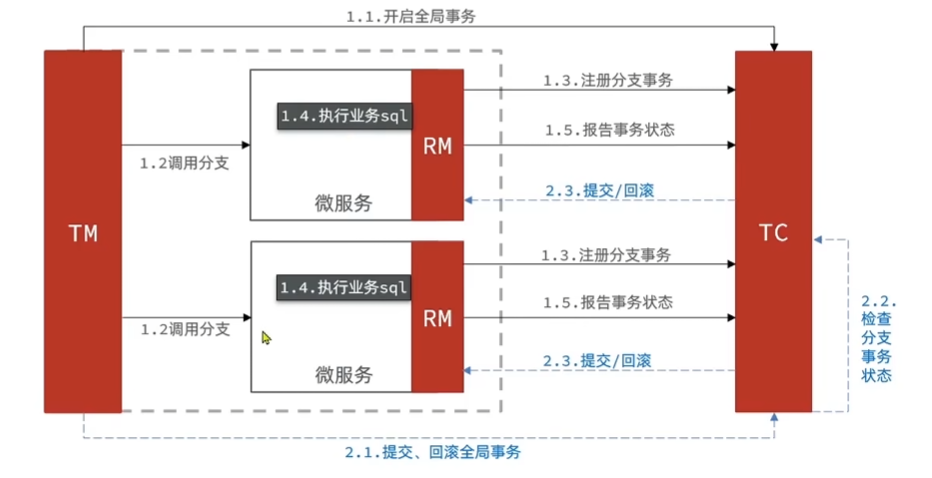 1.1.开启全局事务
TM
1.2调用分支
1.4.执行业务sql
RM
微服务
1.3.注册分支事务
1.5.报告事务状态
2.3.提交/回滚
TC
1.2调用分支
1.4.执行业务sql
RM
微服务
1.3.注册分支事务
1.5.报告事务状态
2.3.提交/回滚
2.2.
检查
分支
事务
状态
2.1.提交、回滚全局事务